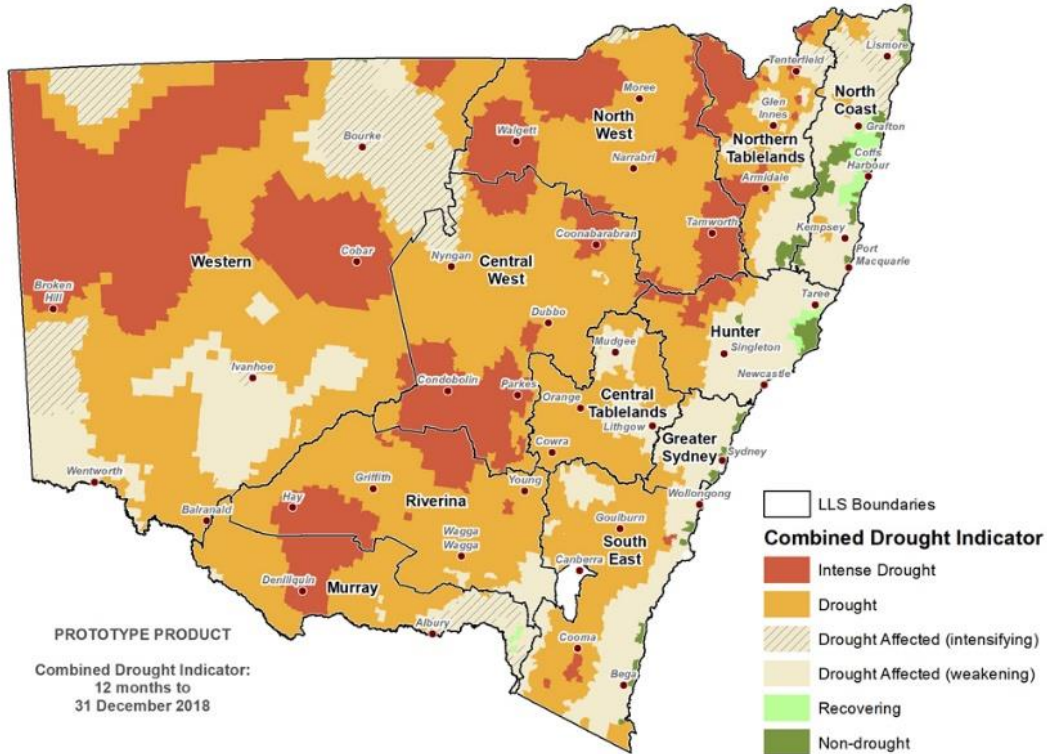 Lismore
Tenterfield
North
Coast
Moree
Glen
Innes
Grafton
Bourke
Walgett
North
West
Northern
Tablelands
Coffs
Harbour
Narrabri
Armidale
Tamworth
Kempsey
Coonabarabran
Port
Macquarie
Western
Cobar
Nyngan
Central
West
Broken
Hill
Taree
Dubbo
Hunter
Mudgee
Singleton
Ivanhoe
Newcastle
Condobolin
Parkes
Orange
Central
Tablelands
Lithgow
Greater
Sydney
Cowra
Sydney
Wentworth
Griffith
Young
Wollongong
Hay
Riverina
Balranald
Goulburn
South
East
Wagga
Wagga
Canberra
Deniliquin
Murray
Albury
Cooma
Bega
PROTOTYPE PRODUCT
Combined Drought Indicator:
12 months to
31 December 2018
LLS Boundaries
Combined Drought Indicator
Intense Drought
Drought
Drought Affected (intensifying)
Drought Affected (weakening)
Recovering
Non-drought